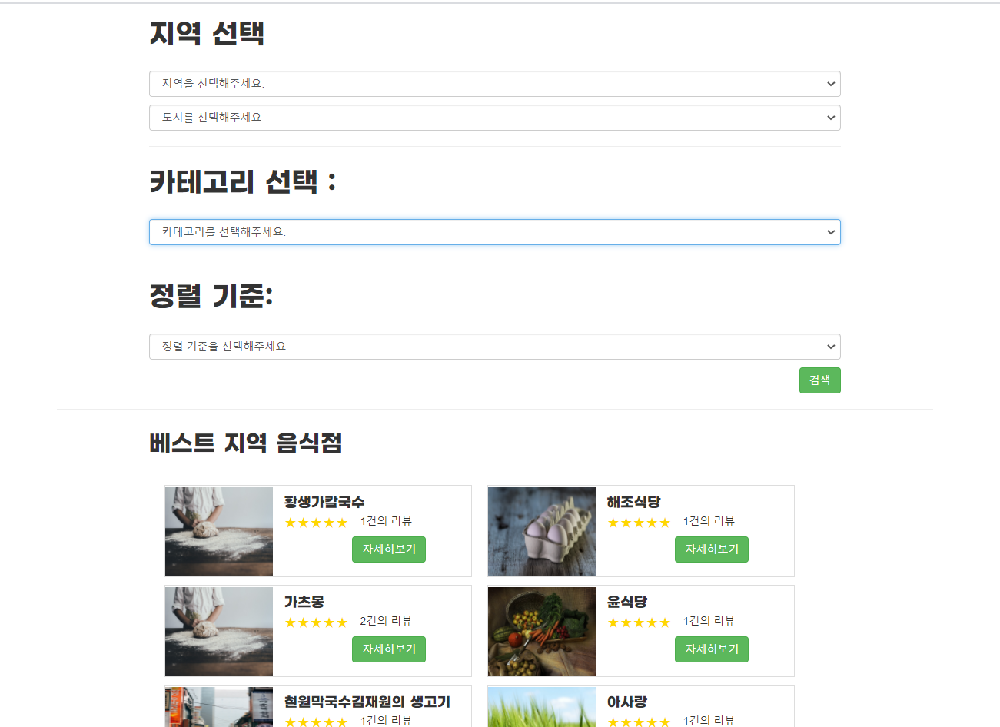 지역 선택
지역을 선택해주세요.
도시를 선택해주세요
카테고리 선택 :
카테고리를 선택해주세요.
정렬 기준:
정렬 기준을 선택해주세요.
검색
베스트 지역 음식점
황생가칼국수
★★★★★ 1건의 리뷰
자세히보기
해조식당
★★★★★ 1건의 리뷰
자세히보기
가츠몽
★★★★★ 2건의 리뷰
자세히보기
윤식당
★★★★★ 1건의 리뷰
자세히보기
철원막국수김재원의 생고기
★★★★★ 1건의 리뷰
아사랑
★★★★★ 1건의 리뷰